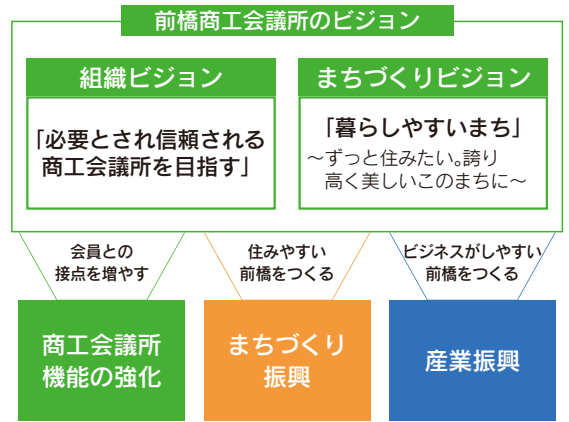 前橋商工会議所のビジョン
組織ビジョン
「必要とされ信頼される
商工会議所を目指す」
まちづくりビジョン
「暮らしやすいまち」
～ずっと住みたい。誇り
高く美しいこのまちに～
会員との
接点を増やす
住みやすい
前橋をつくる
ビジネスがしやすい
前橋をつくる
商工会議所
機能の強化
まちづくり
振興
産業振興